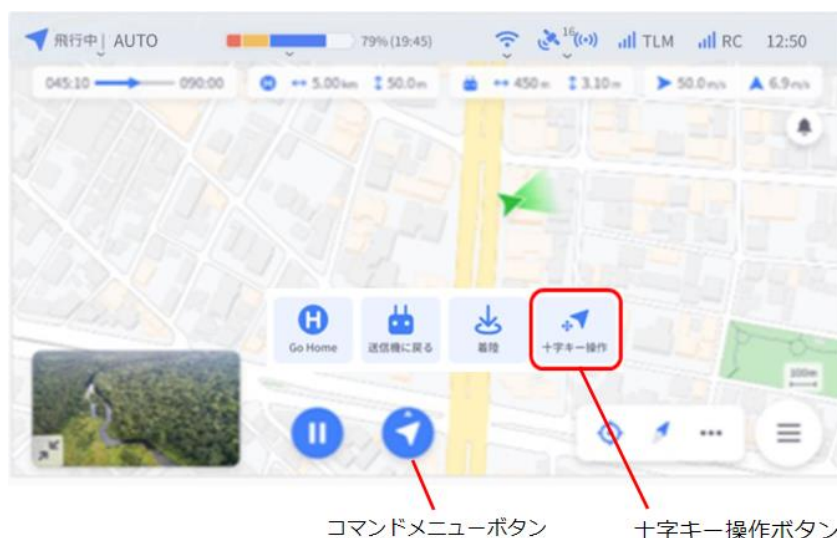 飛行中 AUTO 79% (19:45) 16 TLM RC 12:50
045:10 090:00 H 5.00km 50.0m 450m 3.10m 50.0m/s 6.9m/s
H
Go Home 送信機に戻る 着陸 十字キー操作
100m
コマンドメニューボタン 十字キー操作ボタン